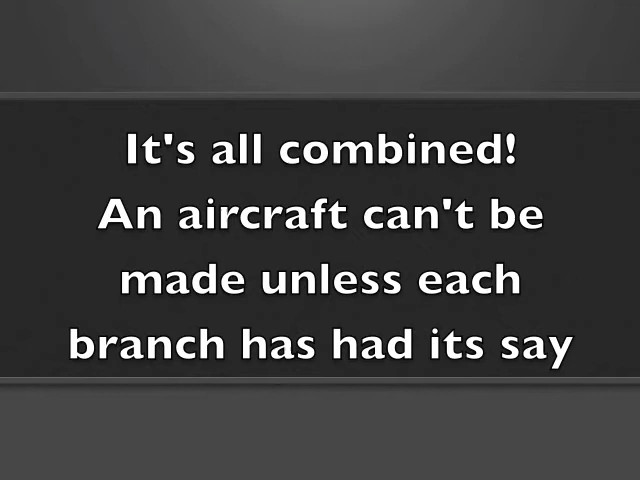 It's all combined!
An aircraft can't be
made unless each
branch has had its say